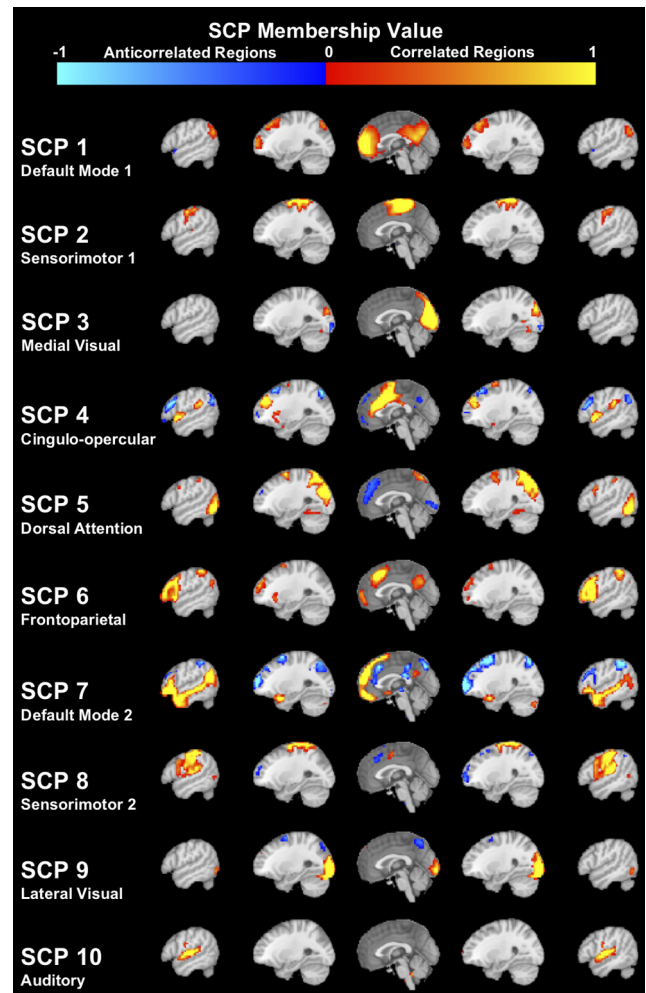 SCP Membership Value
-1 Anticorrelated Regions 0 Correlated Regions 1
SCP 1
Default Mode 1
SCP 2
Sensorimotor 1
SCP 3
Medial Visual
SCP 4
Cingulo-opercular
SCP 5
Dorsal Attention
SCP 6
Frontoparietal
SCP 7
Default Mode 2
SCP 8
Sensorimotor 2
SCP 9
Lateral Visual
SCP 10
Auditory